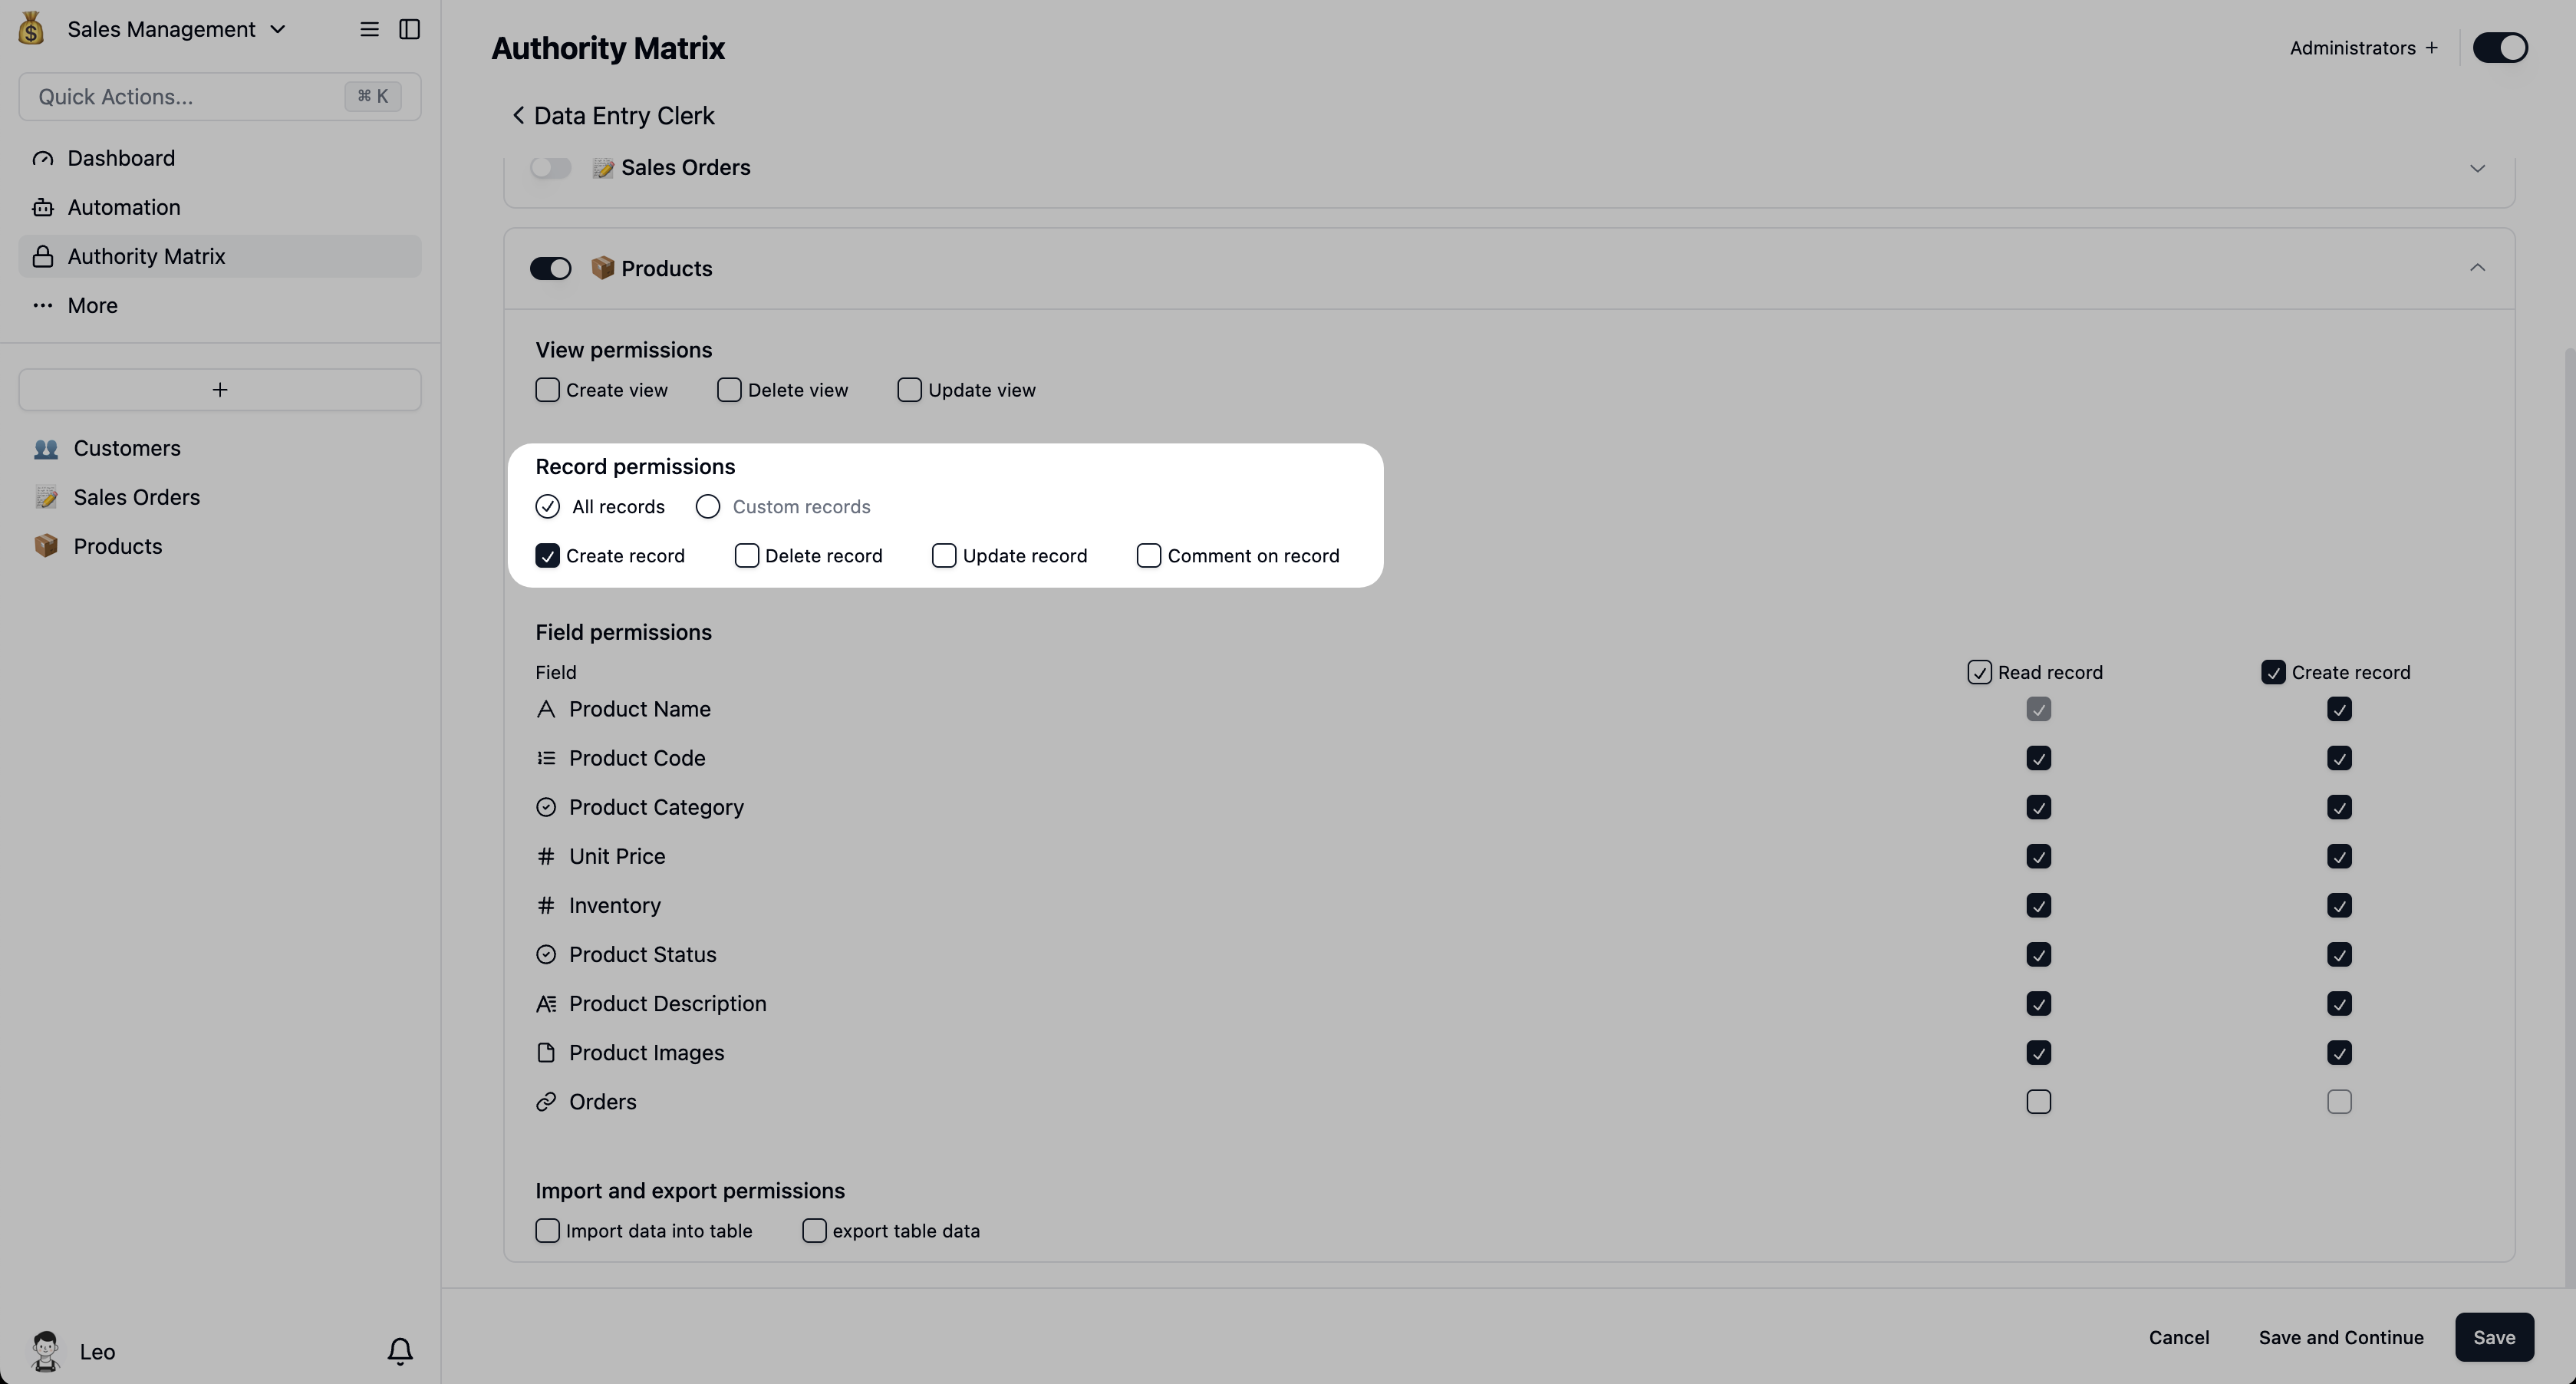 Sales Management
Quick Actions...
⌘ K
Dashboard
Automation
Authority Matrix
More
+
Customers
Sales Orders
Products
Leo
Authority Matrix
Administrators +
Data Entry Clerk
Sales Orders
Products
View permissions
Create view Delete view Update view
Record permissions
All records Custom records
Create record Delete record Update record Comment on record
Field permissions
Field Read record Create record
Product Name
Product Code
Product Category
Unit Price
Inventory
Product Status
Product Description
Product Images
Orders
Import and export permissions
Import data into table export table data
Cancel Save and Continue Save